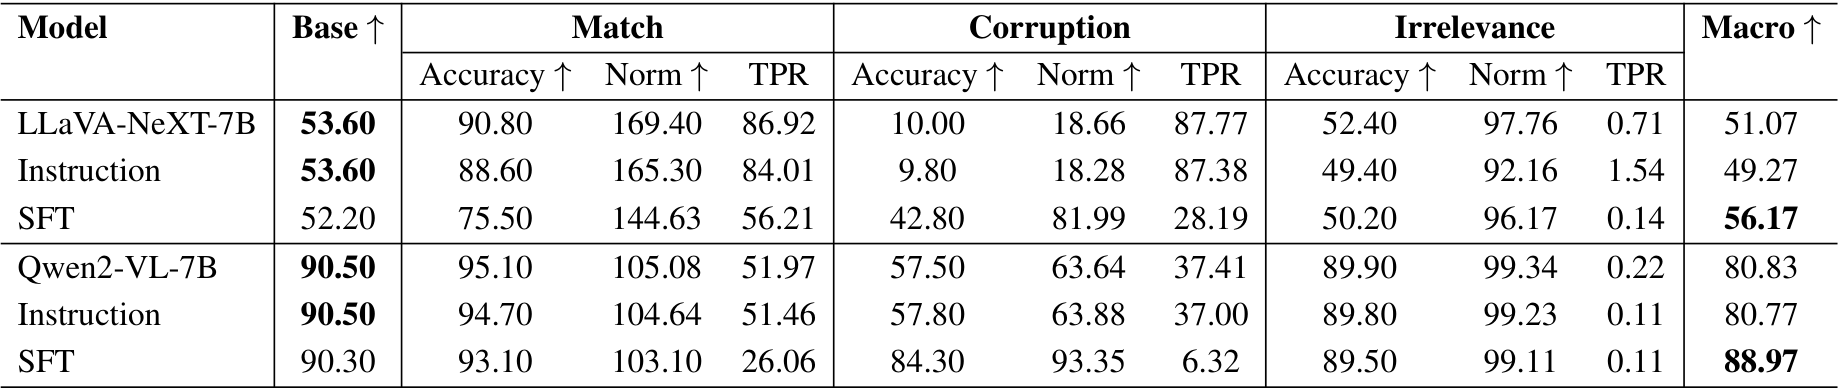 Model Base ↑ Match Corruption Irrelevance Macro ↑
Accuracy ↑ Norm ↑ TPR Accuracy ↑ Norm ↑ TPR Accuracy ↑ Norm ↑ TPR
LLaVA-NeXT-7B 53.60 90.80 169.40 86.92 10.00 18.66 87.77 52.40 97.76 0.71 51.07
Instruction 53.60 88.60 165.30 84.01 9.80 18.28 87.38 49.40 92.16 1.54 49.27
SFT 52.20 75.50 144.63 56.21 42.80 81.99 28.19 50.20 96.17 0.14 56.17
Qwen2-VL-7B 90.50 95.10 105.08 51.97 57.50 63.64 37.41 89.90 99.34 0.22 80.83
Instruction 90.50 94.70 104.64 51.46 57.80 63.88 37.00 89.80 99.23 0.11 80.77
SFT 90.30 93.10 103.10 26.06 84.30 93.35 6.32 89.50 99.11 0.11 88.97